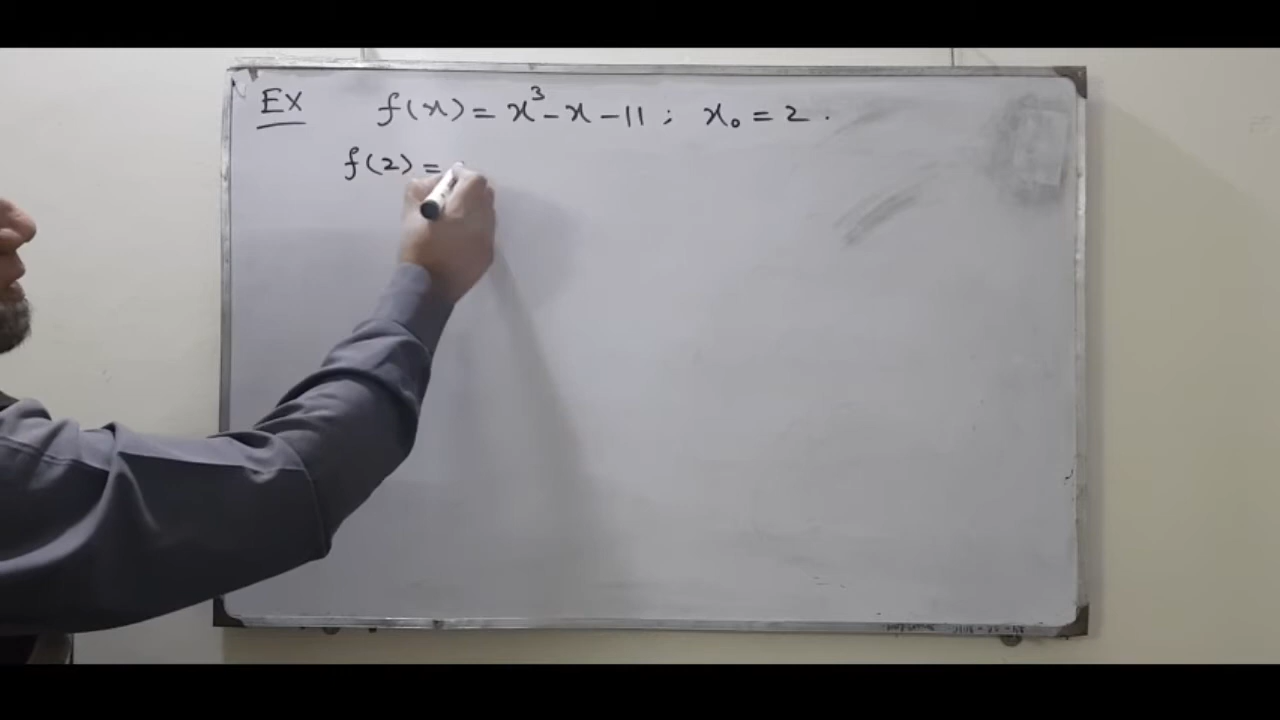 EX f(x) = x³ - x - 11 ; x₀ = 2 .
f(2) =